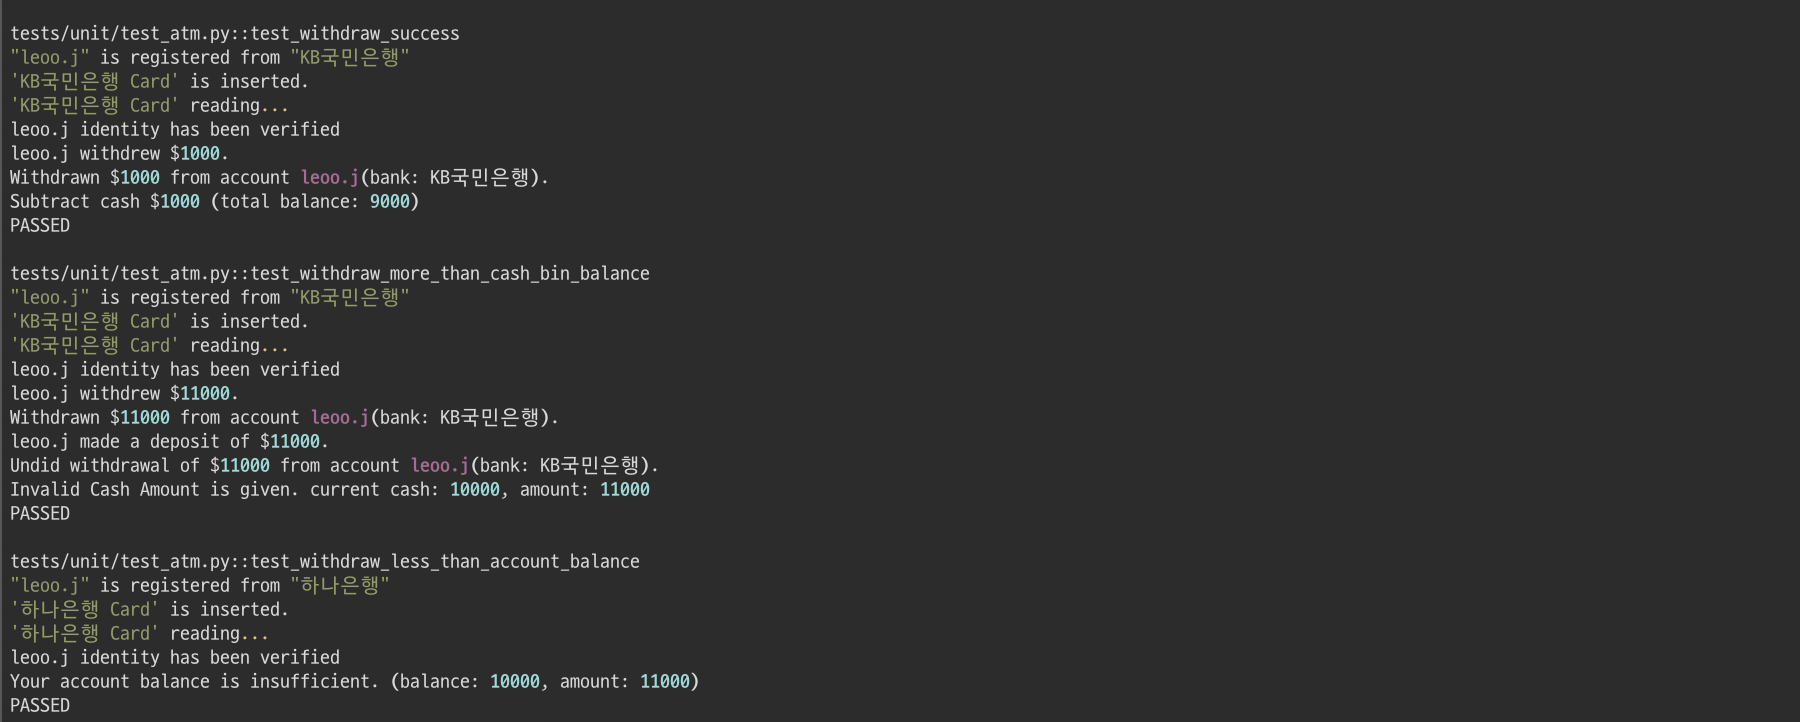 tests/unit/test_atm.py::test_withdraw_success
"leoo.j" is registered from "KB국민은행"
'KB국민은행 Card' is inserted.
'KB국민은행 Card' reading...
leoo.j identity has been verified
leoo.j withdrew $1000.
Withdrawn $1000 from account leoo.j(bank: KB국민은행).
Subtract cash $1000 (total balance: 9000)
PASSED
tests/unit/test_atm.py::test_withdraw_more_than_cash_bin_balance
"leoo.j" is registered from "KB국민은행"
'KB국민은행 Card' is inserted.
'KB국민은행 Card' reading...
leoo.j identity has been verified
leoo.j withdrew $11000.
Withdrawn $11000 from account leoo.j(bank: KB국민은행).
leoo.j made a deposit of $11000.
Undid withdrawal of $11000 from account leoo.j(bank: KB국민은행).
Invalid Cash Amount is given. current cash: 10000, amount: 11000
PASSED
tests/unit/test_atm.py::test_withdraw_less_than_account_balance
"leoo.j" is registered from "하나은행"
'하나은행 Card' is inserted.
'하나은행 Card' reading...
leoo.j identity has been verified
Your account balance is insufficient. (balance: 10000, amount: 11000)
PASSED